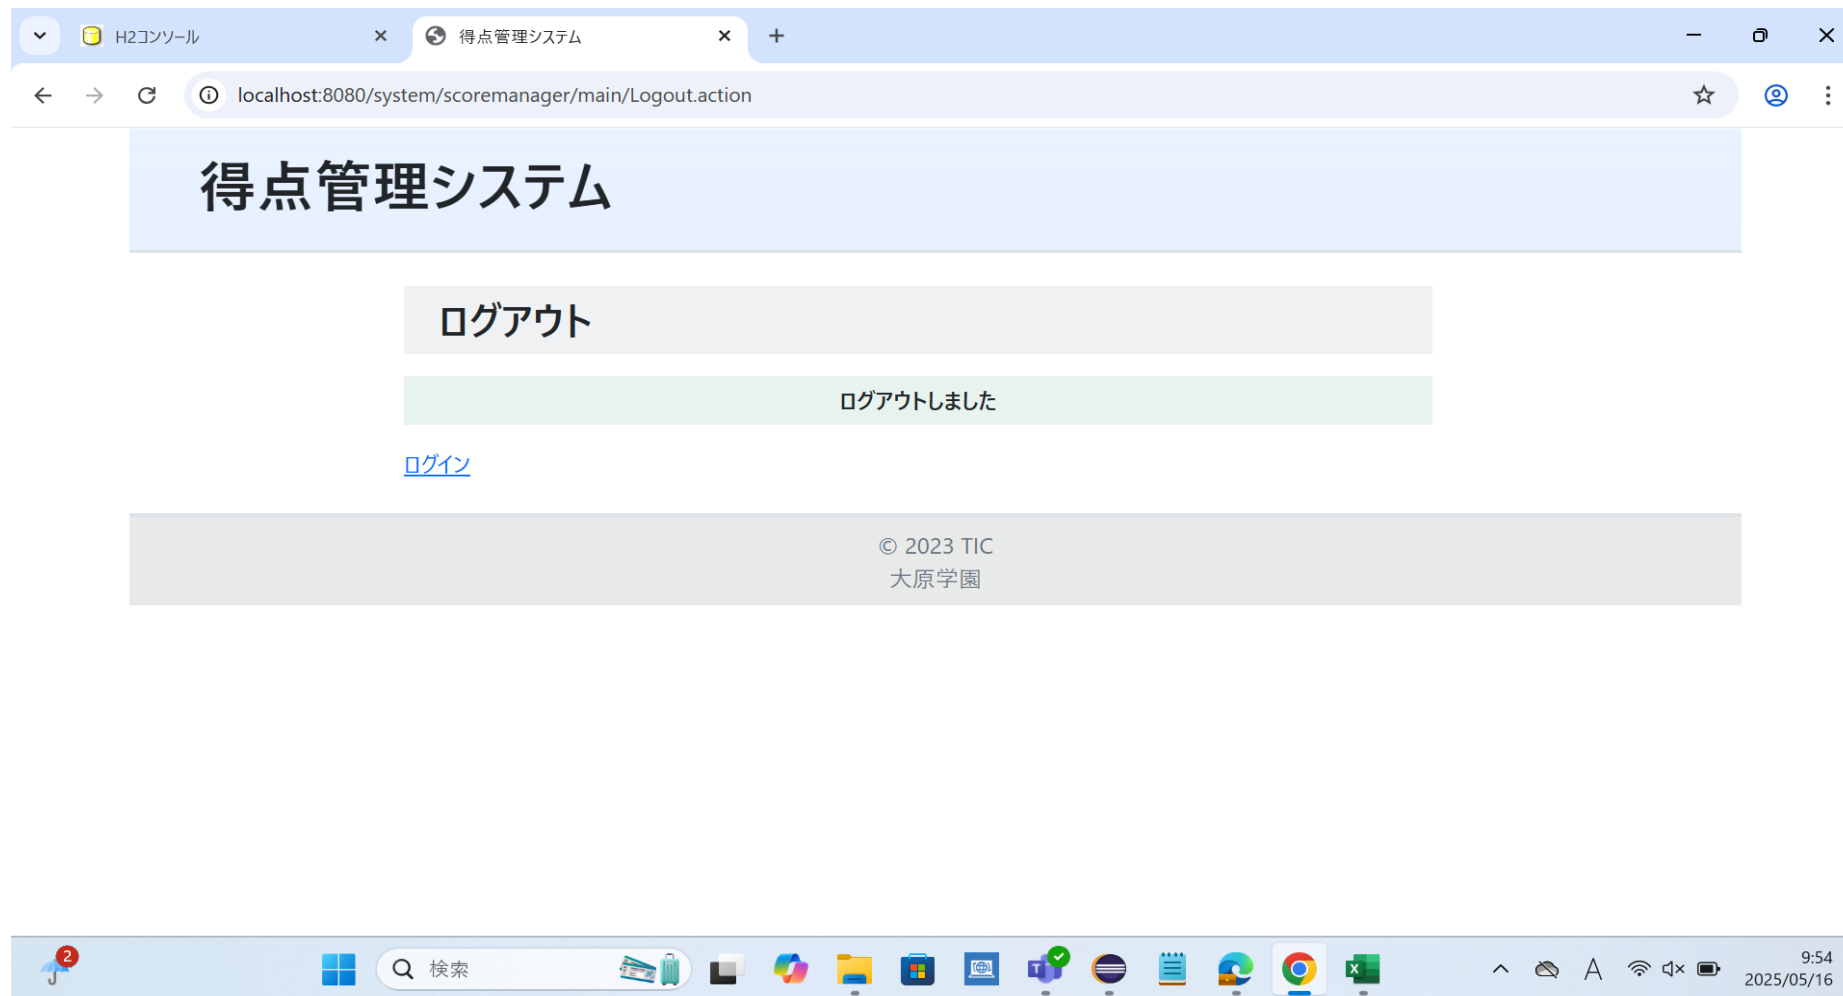 H2コンソール
得点管理システム
localhost:8080/system/scoremanager/main/Logout.action
得点管理システム
ログアウト
ログアウトしました
ログイン
© 2023 TIC
大原学園
2
検索
A
9:54
2025/05/16